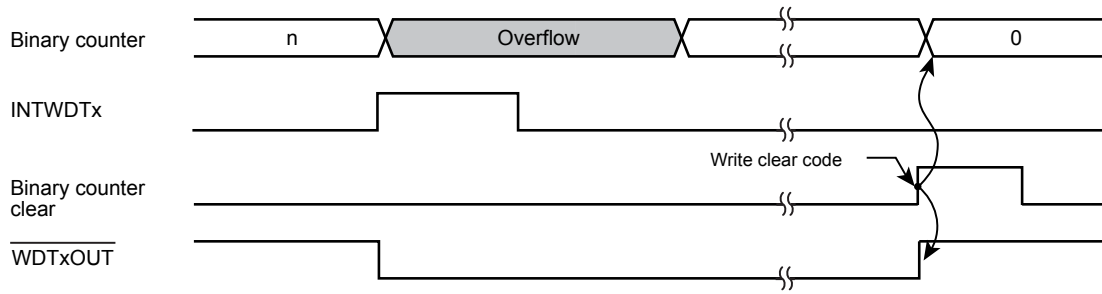 Binary counter n Overflow 0
INTWDTx
Write clear code
Binary counter
clear
WDTxOUT